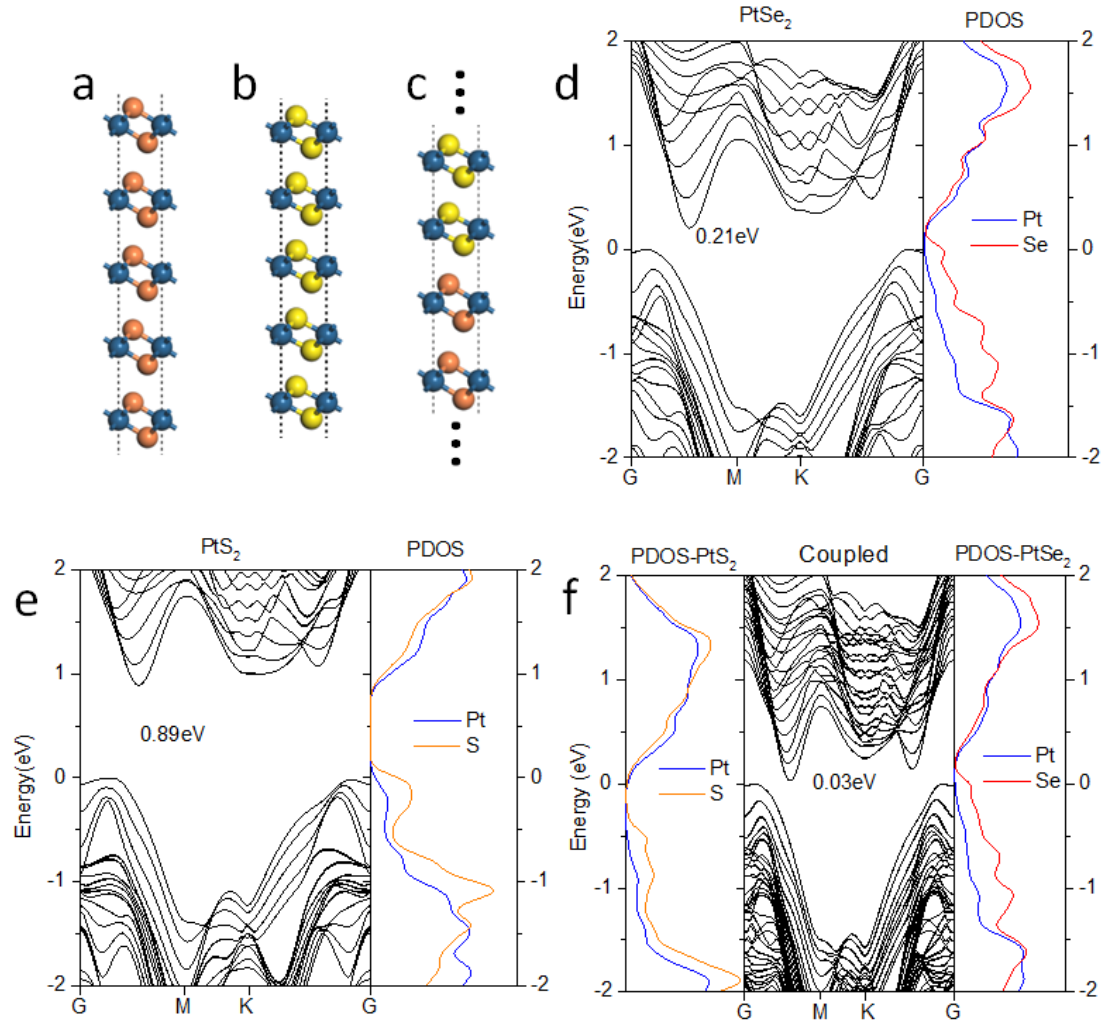 a
b
c
d
PtSe₂
PDOS
2
1
0
-1
-2
Energy(eV)
0.21eV
Pt
Se
2
1
0
-1
-2
G
M
K
G
e
PtS₂
PDOS
2
1
0
-1
-2
Energy(eV)
0.89eV
Pt
S
2
1
0
-1
-2
G
M
K
G
f
PDOS-PtS₂
Coupled
PDOS-PtSe₂
2
1
0
-1
-2
Energy (eV)
Pt
S
0.03eV
Pt
Se
2
1
0
-1
-2
G
M
K
G